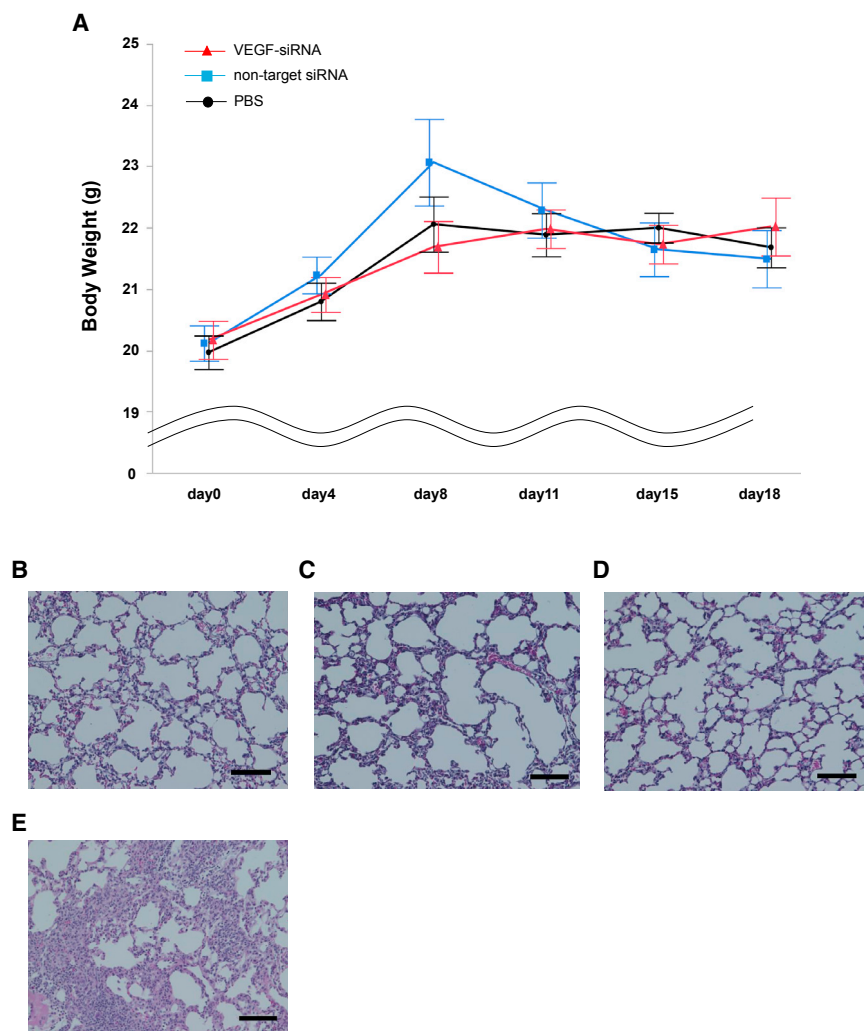 A
25
24
23
22
21
20
19
0
Body Weight (g)
VEGF-siRNA
non-target siRNA
PBS
day0 day4 day8 day11 day15 day18
B C D
E